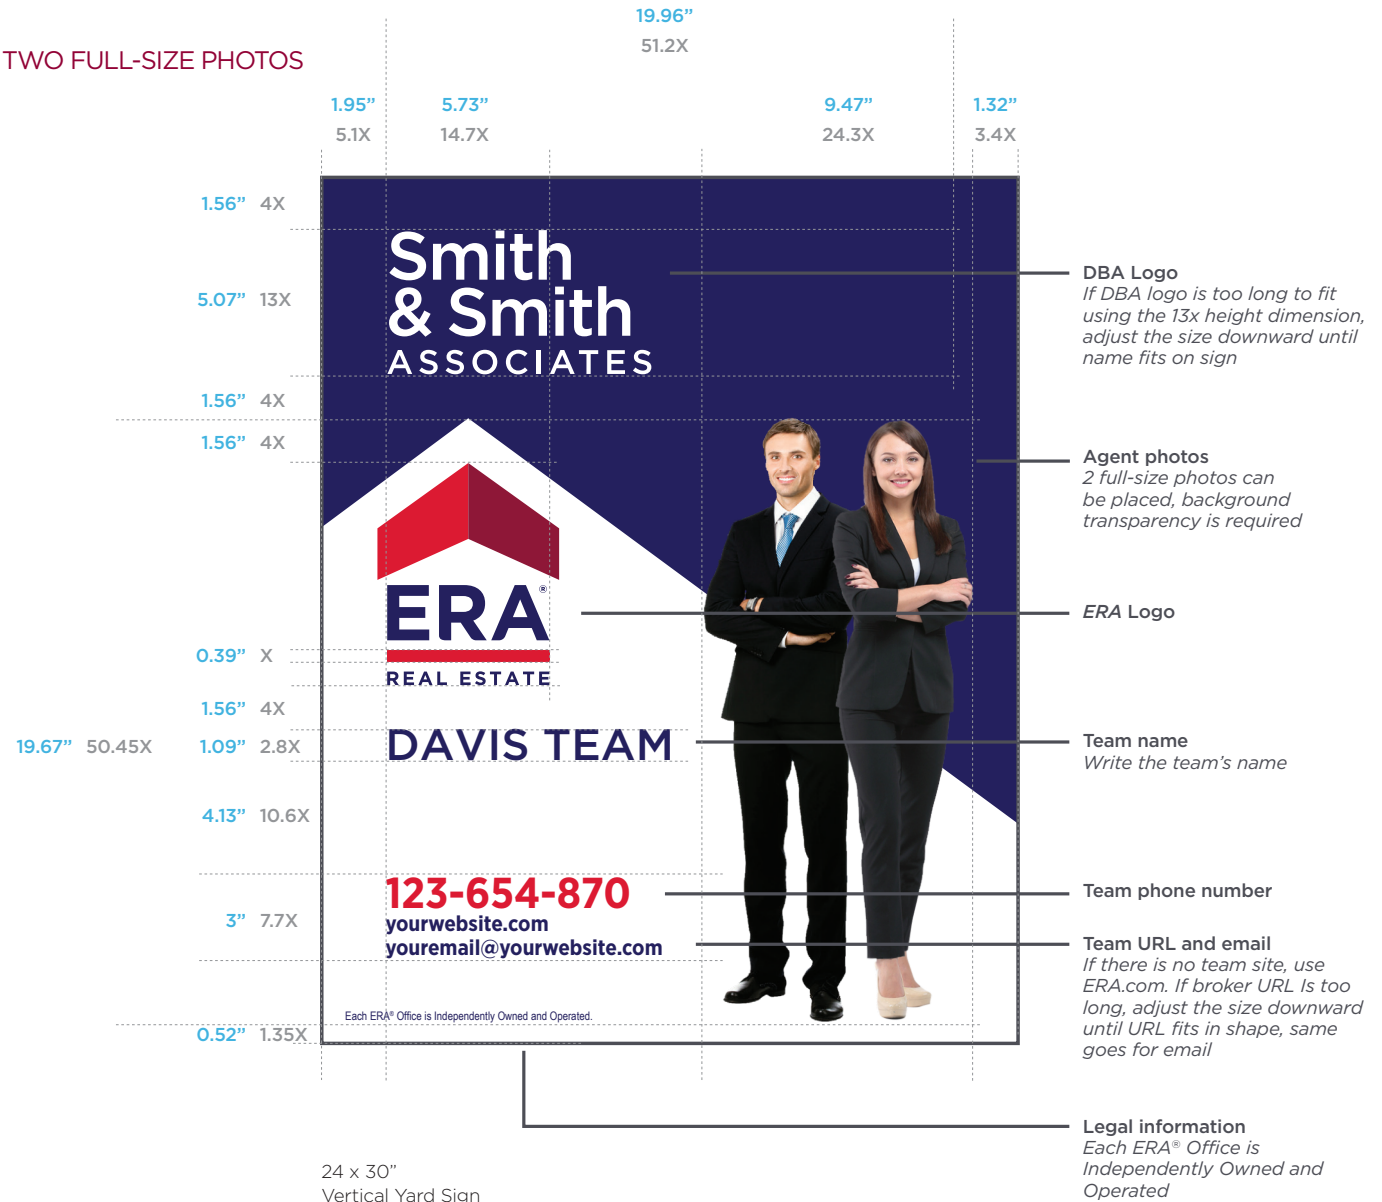 19.96”
51.2X
TWO FULL-SIZE PHOTOS
1.95” 5.73” 9.47” 1.32”
5.1X 14.7X 24.3X 3.4X
1.56” 4X
5.07” 13X
1.56” 4X
1.56” 4X
0.39” X
1.56” 4X
19.67” 50.45X 1.09” 2.8X
4.13” 10.6X
3” 7.7X
0.52” 1.35X
Smith
& Smith
ASSOCIATES
ERA®
REAL ESTATE
DAVIS TEAM
123-654-870
yourwebsite.com
youremail@yourwebsite.com
Each ERA® Office is Independently Owned and Operated.
DBA Logo
If DBA logo is too long to fit
using the 13x height dimension,
adjust the size downward until
name fits on sign
Agent photos
2 full-size photos can
be placed, background
transparency is required
ERA Logo
Team name
Write the team’s name
Team phone number
Team URL and email
If there is no team site, use
ERA.com. If broker URL Is too
long, adjust the size downward
until URL fits in shape, same
goes for email
Legal information
Each ERA® Office is
Independently Owned and
Operated
24 x 30”
Vertical Yard Sign